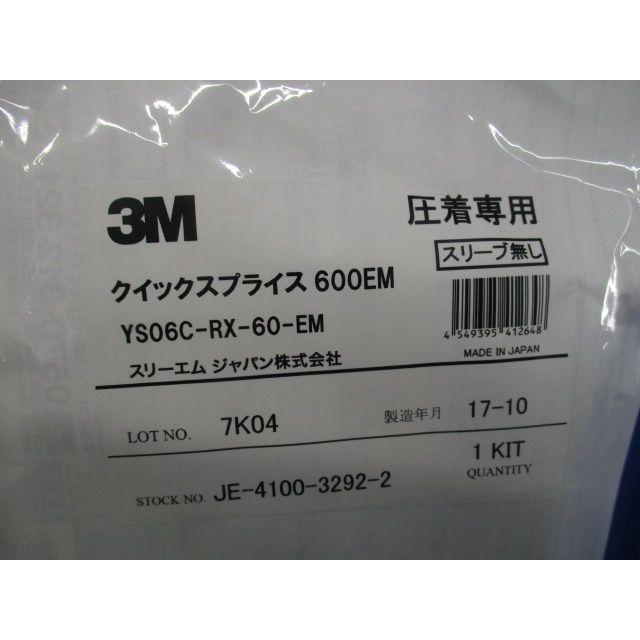 3M
圧着専用
スリーブ無し
クイックスプライス 600EM
YS06C-RX-60-EM
4 549395 412648
スリーエム ジャパン株式会社
MADE IN JAPAN
LOT NO. 7K04 製造年月 17-10
1 KIT
STOCK NO. JE-4100-3292-2 QUANTITY